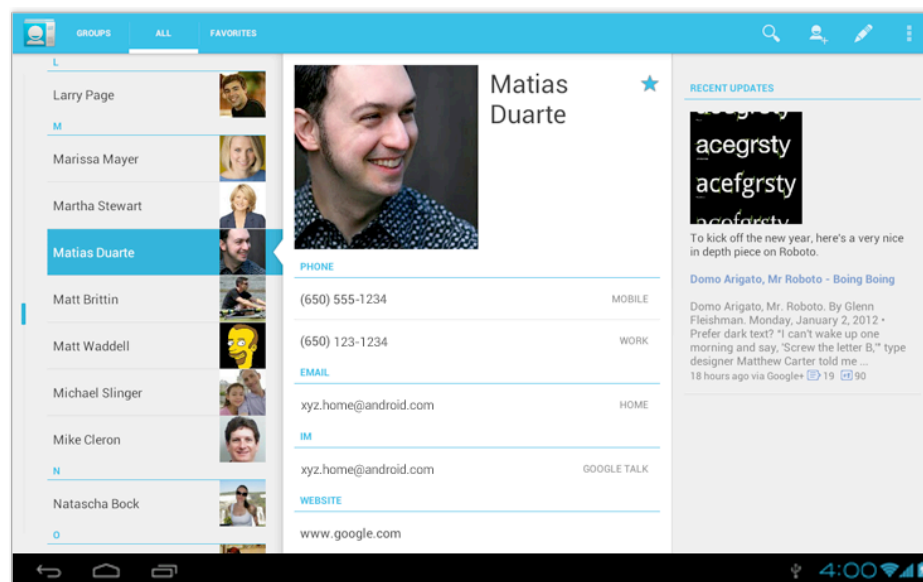 GROUPS
ALL
FAVORITES
L
Larry Page
M
Marissa Mayer
Martha Stewart
Matias Duarte
Matt Brittin
Matt Waddell
Michael Slinger
Mike Cleron
N
Natascha Bock
O
Matias
Duarte
PHONE
(650) 555-1234 MOBILE
(650) 123-1234 WORK
EMAIL
xyz.home@android.com HOME
IM
xyz.home@android.com GOOGLE TALK
WEBSITE
www.google.com
RECENT UPDATES
acegrsty
acegrsty
acefgrsty
acefgrsty
To kick off the new year, here's a very nice
in depth piece on Roboto.
Domo Arigato, Mr Roboto - Boing Boing
Domo Arigato, Mr. Roboto. By Glenn
Fleishman. Monday, January 2, 2012 •
Prefer dark text? "I can't wake up one
morning and say, 'Screw the letter B,'" type
designer Matthew Carter told me ...
18 hours ago via Google+ 19 +1 90
4:00